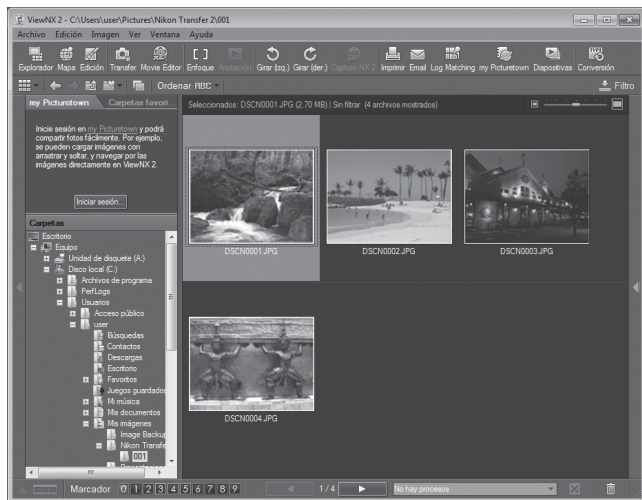 ViewNX 2 - C:\Users\user\Pictures\Nikon Transfer 2\001
Archivo Edición Imagen Ver Ventana Ayuda
Explorador Mapa Edición Transfer Movie Editor Enfoque Anotación Girar (izq.) Girar (der.) Capture NX 2 Imprimir Email Log Matching my Picturetown Diapositivas Conversión
Ordenar ABC Filtro
my Picturetown Carpetas favori...
Seleccionados: DSCN0001.JPG (2,70 MB) | Sin filtrar (4 archivos mostrados)
Inicie sesión en my Picturetown y podrá
compartir fotos fácilmente. Por ejemplo,
se pueden cargar imágenes con
arrastrar y soltar, y navegar por las
imágenes directamente en ViewNX 2.
Iniciar sesión...
Carpetas
Escritorio
Equipo
Unidad de disquete (A:)
Disco local (C:)
Archivos de programa
PerfLogs
Usuarios
Acceso público
user
Búsquedas
Contactos
Descargas
Escritorio
Favoritos
Juegos guardados
Mi música
Mis documentos
Mis imágenes
Image Backup
Nikon Transfe
001
DSCN0001.JPG
DSCN0002.JPG
DSCN0003.JPG
DSCN0004.JPG
Marcador 0 1 2 3 4 5 6 7 8 9
1/4
No hay procesos